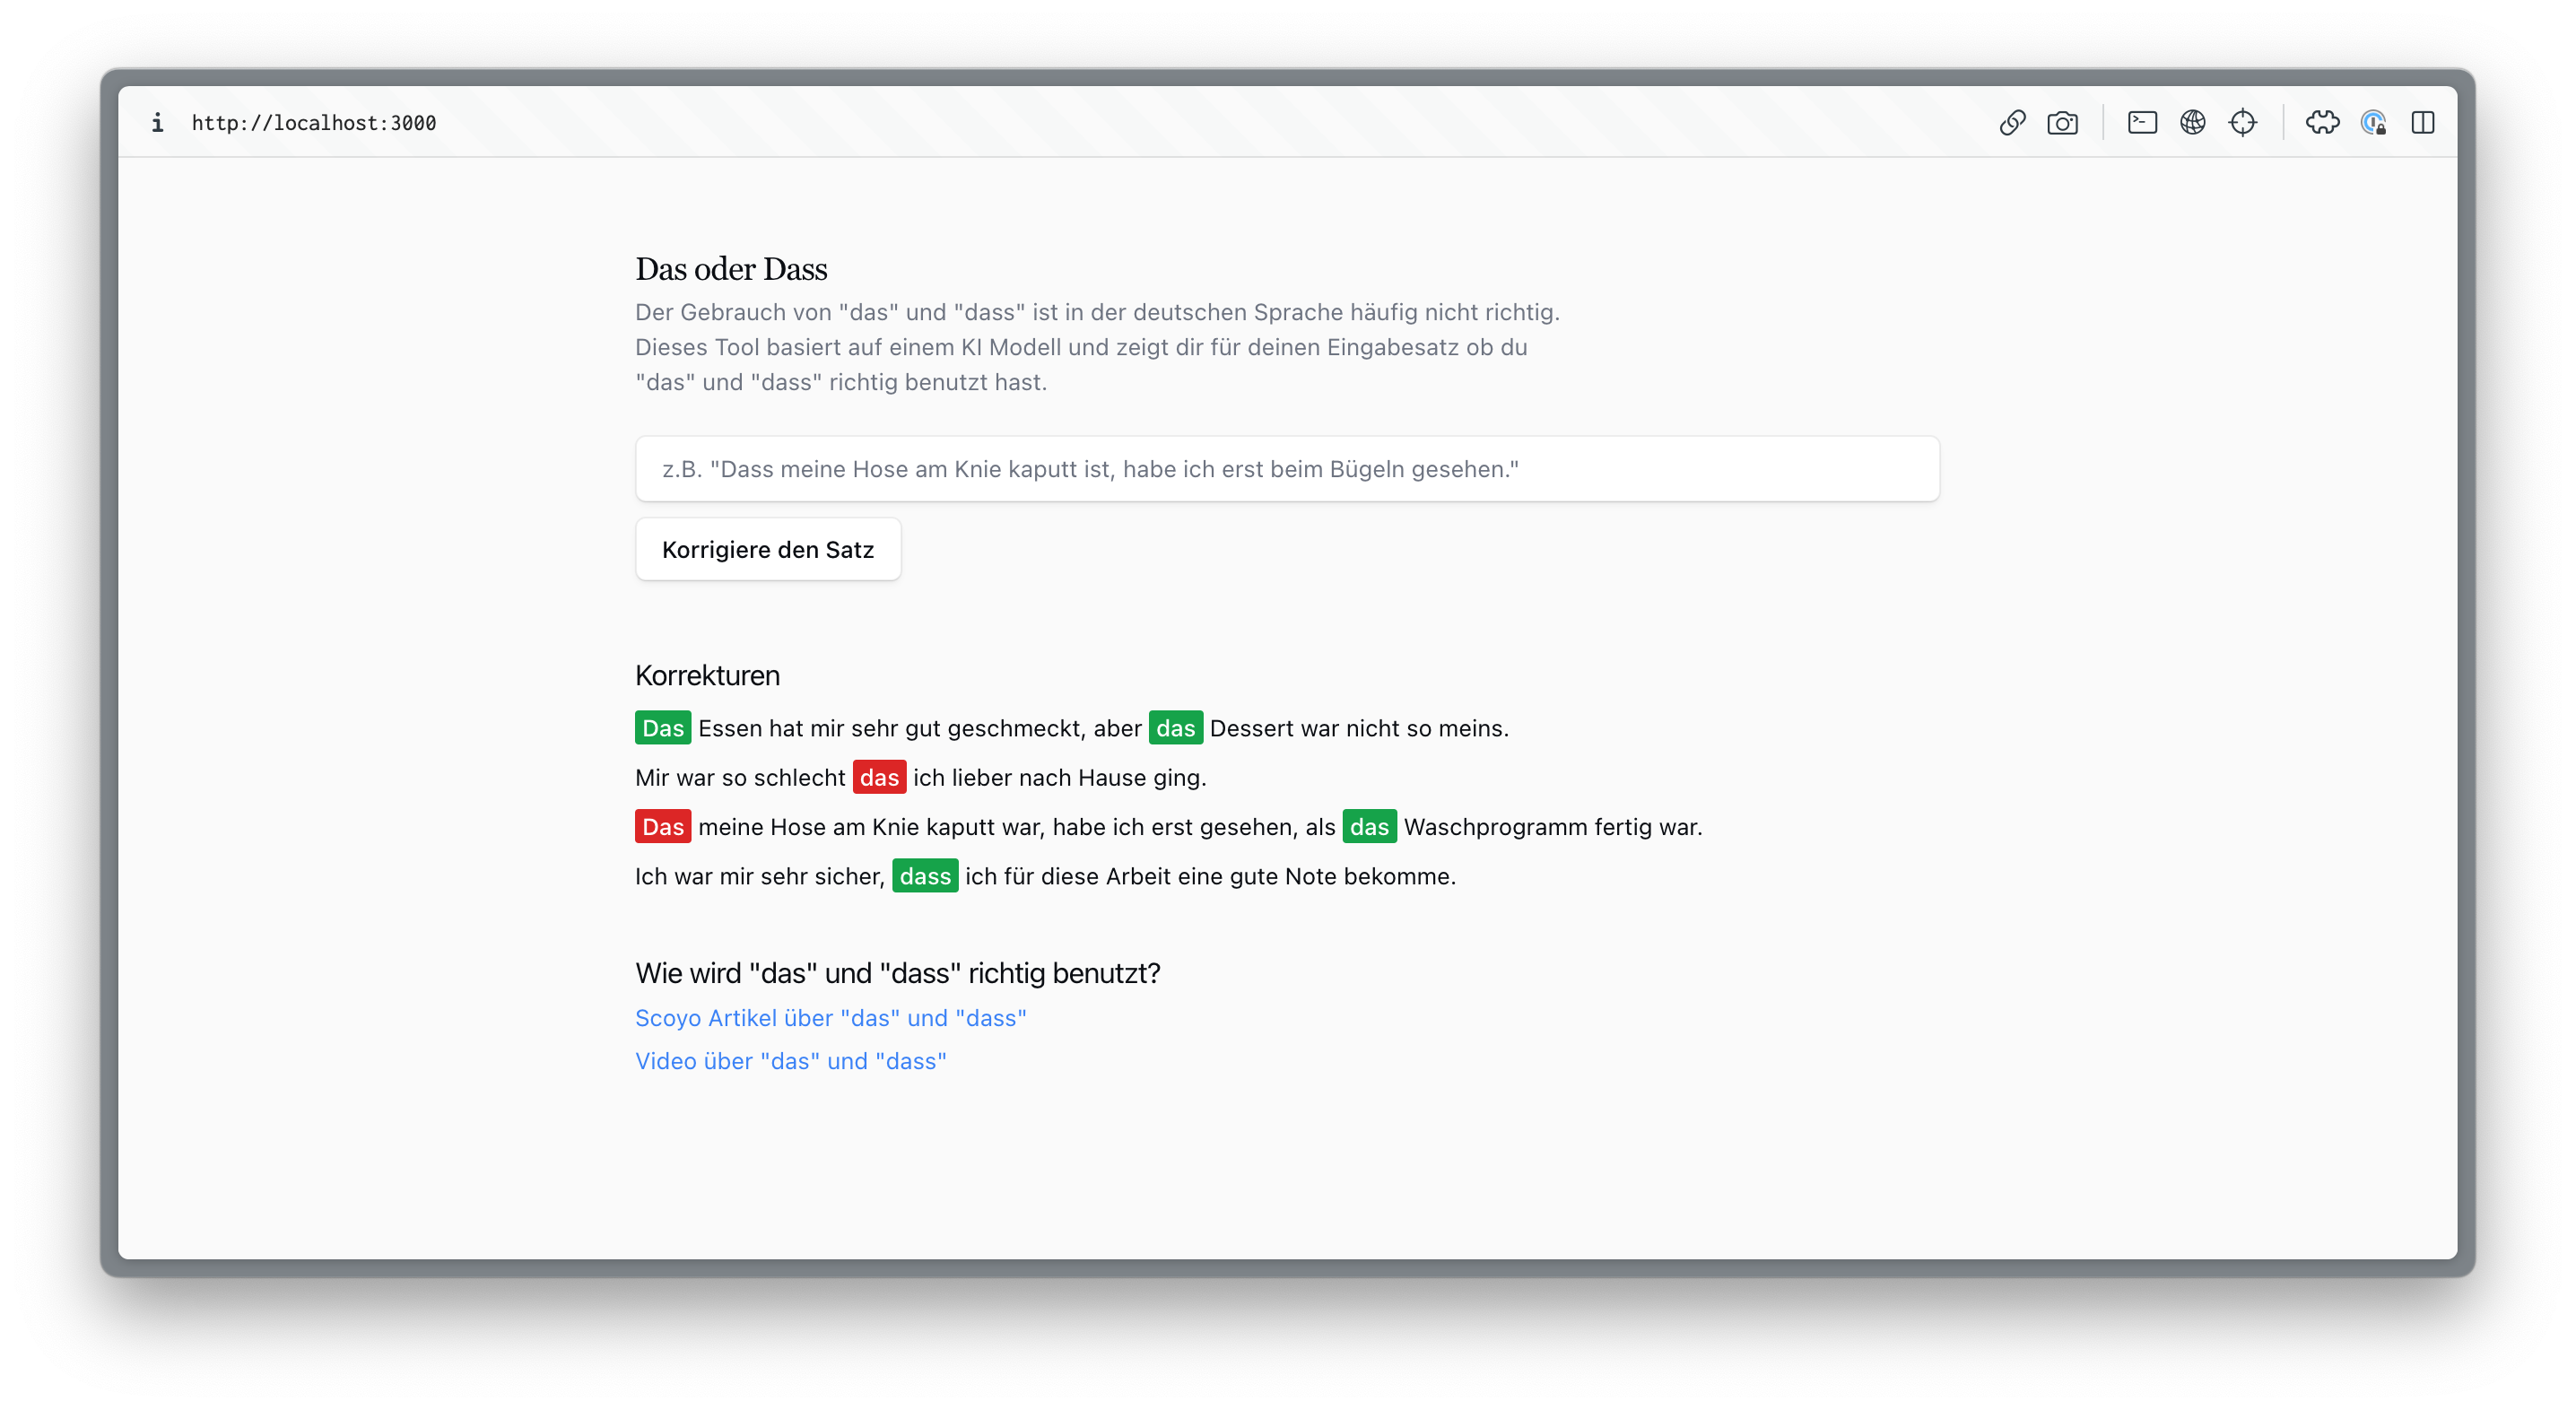 i http://localhost:3000
Das oder Dass
Der Gebrauch von "das" und "dass" ist in der deutschen Sprache häufig nicht richtig.
Dieses Tool basiert auf einem KI Modell und zeigt dir für deinen Eingabesatz ob du
"das" und "dass" richtig benutzt hast.
z.B. "Dass meine Hose am Knie kaputt ist, habe ich erst beim Bügeln gesehen."
Korrigiere den Satz
Korrekturen
Das Essen hat mir sehr gut geschmeckt, aber das Dessert war nicht so meins.
Mir war so schlecht das ich lieber nach Hause ging.
Das meine Hose am Knie kaputt war, habe ich erst gesehen, als das Waschprogramm fertig war.
Ich war mir sehr sicher, dass ich für diese Arbeit eine gute Note bekomme.
Wie wird "das" und "dass" richtig benutzt?
Scoyo Artikel über "das" und "dass"
Video über "das" und "dass"